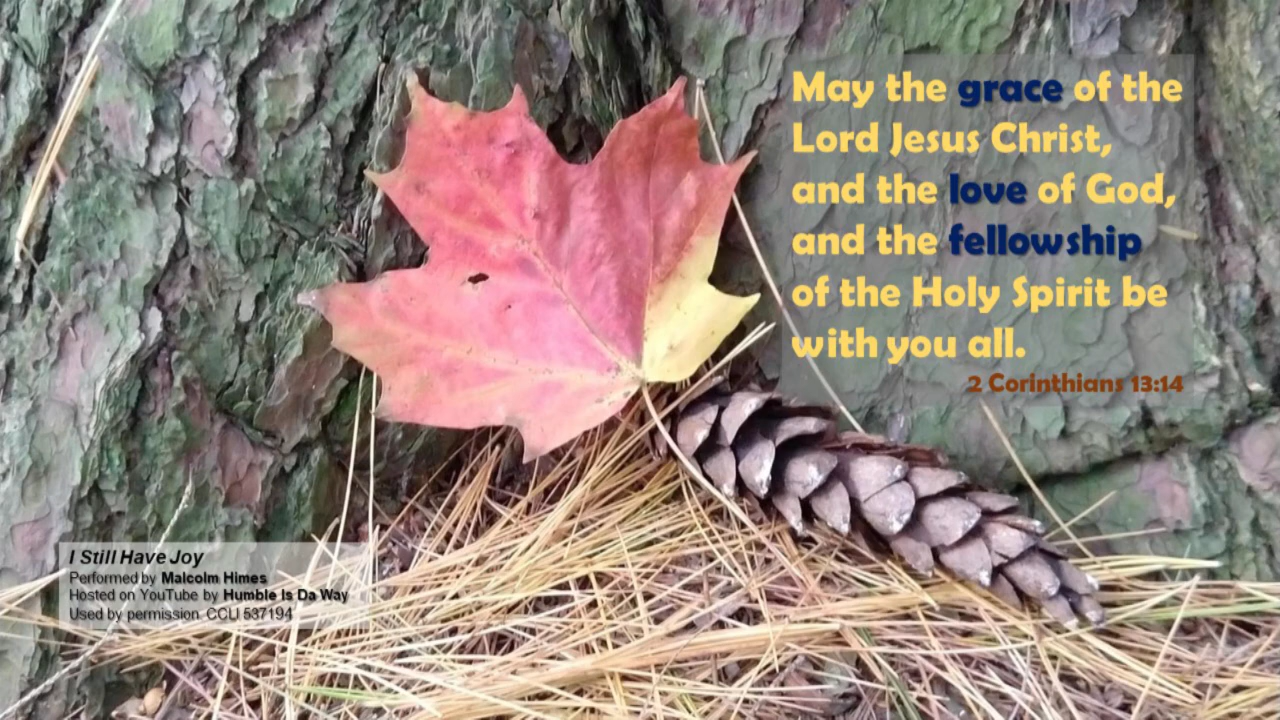 May the grace of the
Lord Jesus Christ,
and the love of God,
and the fellowship
of the Holy Spirit be
with you all.
2 Corinthians 13:14
I Still Have Joy
Performed by Malcolm Himes
Hosted on YouTube by Humble Is Da Way
Used by permission. CCLI 537194